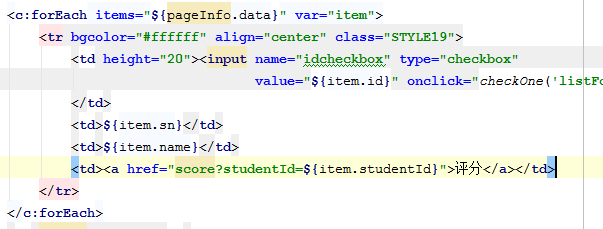 <c:forEach items="${pageInfo.data}" var="item">
<tr bgcolor="#ffffff" align="center" class="STYLE19">
<td height="20"><input name="idcheckbox" type="checkbox"
value="${item.id}" onclick="checkOne('listFo
</td>
<td>${item.sn}</td>
<td>${item.name}</td>
<td><a href="score?studentId=${item.studentId}">评分</a></td>
</tr>
</c:forEach>